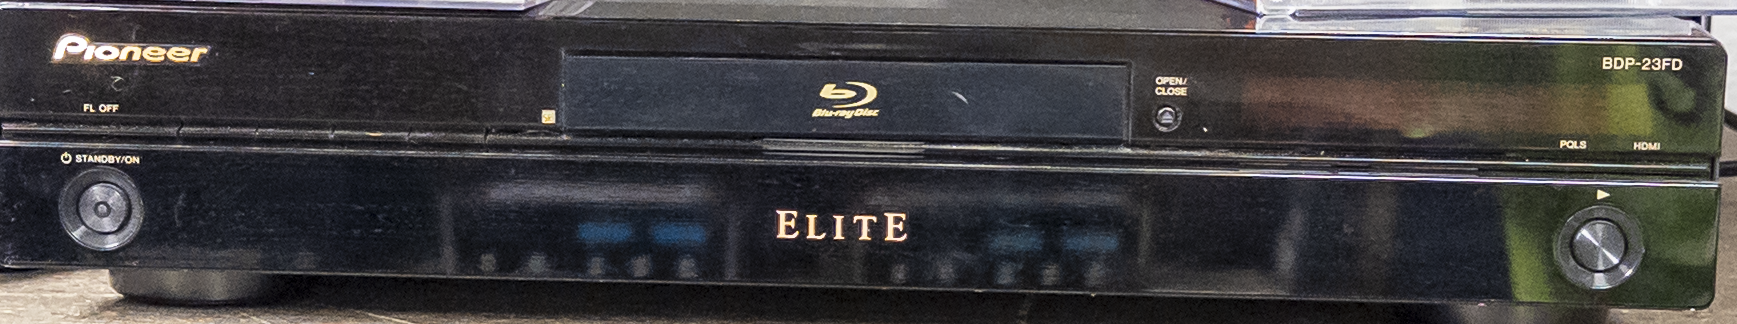 Pioneer
BDP-23FD
FL OFF
Blu-ray Disc
OPEN/
CLOSE
PQLS
HDMI
STANDBY/ON
ELITE